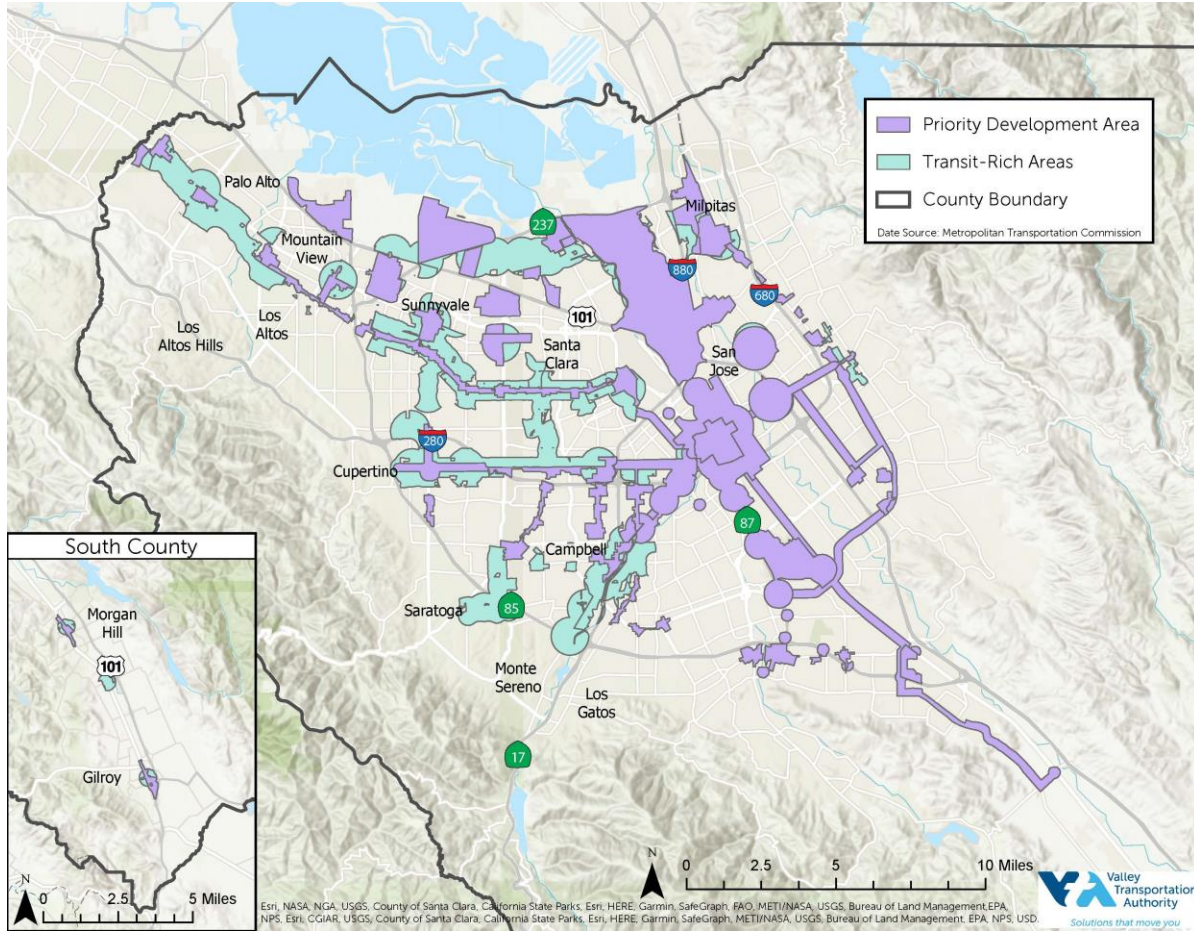 Priority Development Area
Transit-Rich Areas
County Boundary
Date Source: Metropolitan Transportation Commission
Palo Alto
Milpitas
237
Mountain
View
880
680
Sunnyvale
101
Los
Altos Hills
Los
Altos
Santa
Clara
San
Jose
280
Cupertino
87
Campbell
Saratoga
85
Monte
Sereno
Los
Gatos
17
South County
Morgan
Hill
101
Gilroy
N
0 2.5 5 Miles
N
0 2.5 5 10 Miles
Valley
Transportation
Authority
Solutions that move you
Esri, NASA, NGA, USGS, County of Santa Clara, California State Parks, Esri, HERE, Garmin, SafeGraph, FAO, METI/NASA, USGS, Bureau of Land Management,EPA,
NPS, Esri, CGIAR, USGS, County of Santa Clara, California State Parks, Esri, HERE, Garmin, SafeGraph, METI/NASA, USGS, Bureau of Land Management, EPA, NPS, USD